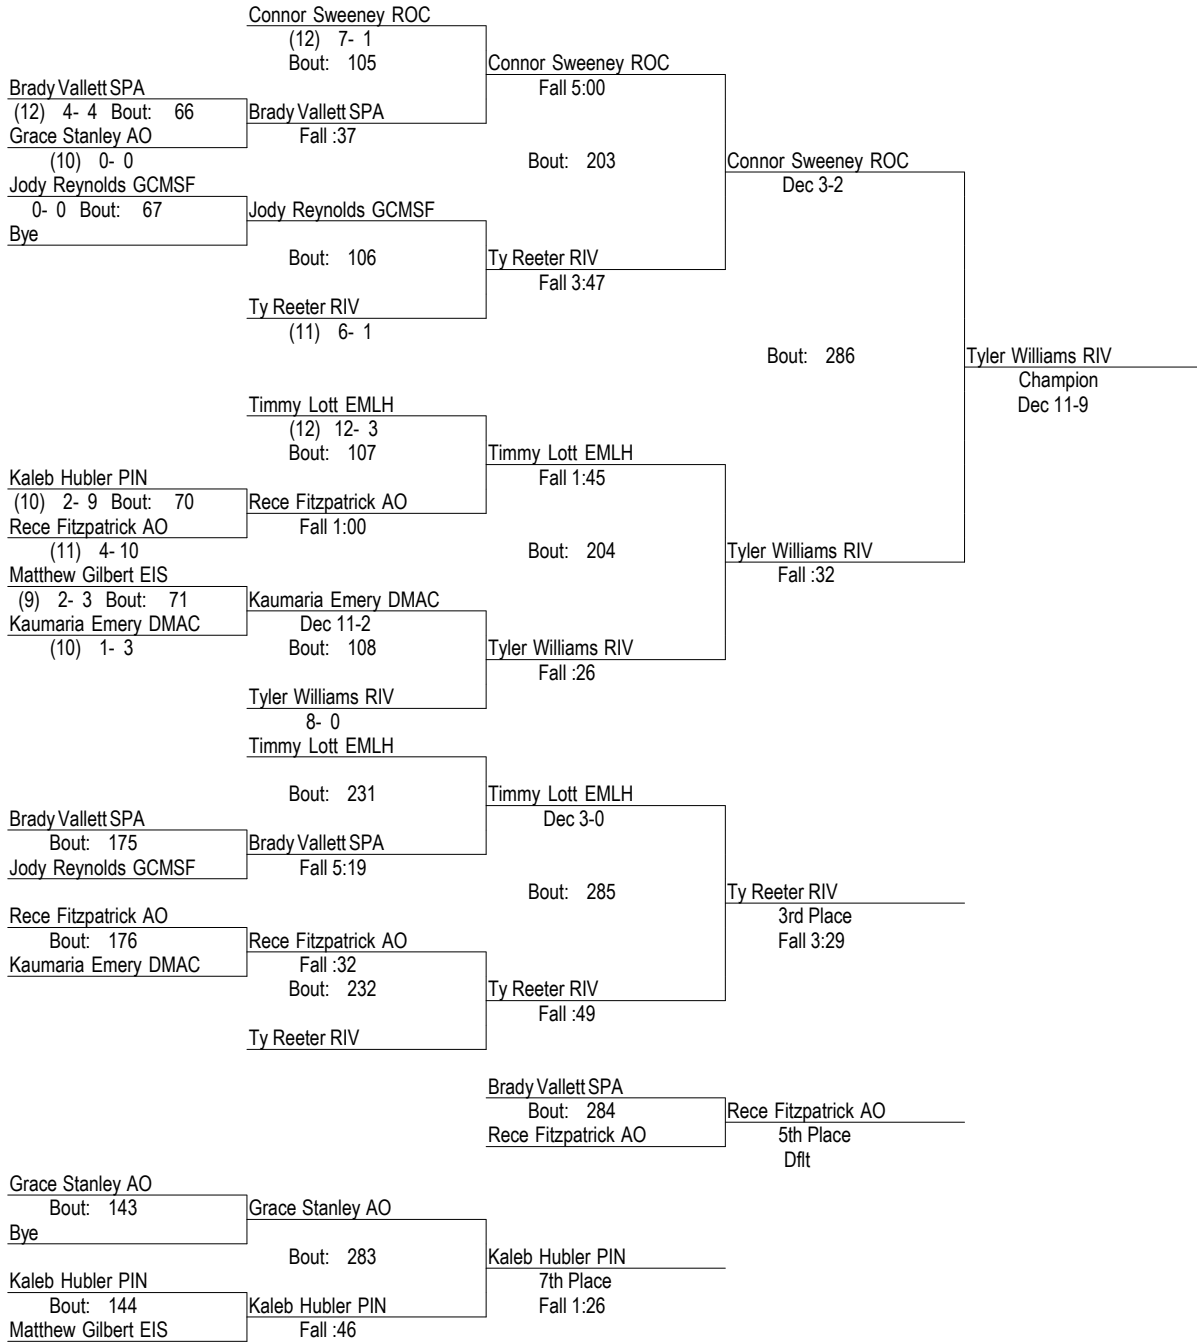 Connor Sweeney ROC
(12) 7- 1
Bout: 105
Connor Sweeney ROC
Fall 5:00
Brady Vallett SPA
(12) 4- 4 Bout: 66
Brady Vallett SPA
Fall :37
Grace Stanley AO
(10) 0- 0
Bout: 203
Connor Sweeney ROC
Dec 3-2
Jody Reynolds GCMSF
0- 0 Bout: 67
Jody Reynolds GCMSF
Bye
Bout: 106
Ty Reeter RIV
Fall 3:47
Ty Reeter RIV
(11) 6- 1
Bout: 286
Tyler Williams RIV
Champion
Dec 11-9
Timmy Lott EMLH
(12) 12- 3
Bout: 107
Timmy Lott EMLH
Fall 1:45
Kaleb Hubler PIN
(10) 2- 9 Bout: 70
Rece Fitzpatrick AO
Fall 1:00
Rece Fitzpatrick AO
(11) 4- 10
Bout: 204
Tyler Williams RIV
Fall :32
Matthew Gilbert EIS
(9) 2- 3 Bout: 71
Kaumaria Emery DMAC
Dec 11-2
Kaumaria Emery DMAC
(10) 1- 3
Bout: 108
Tyler Williams RIV
Fall :26
Tyler Williams RIV
8- 0
Timmy Lott EMLH
Bout: 231
Timmy Lott EMLH
Dec 3-0
Brady Vallett SPA
Bout: 175
Brady Vallett SPA
Fall 5:19
Jody Reynolds GCMSF
Bout: 285
Ty Reeter RIV
3rd Place
Fall 3:29
Rece Fitzpatrick AO
Bout: 176
Rece Fitzpatrick AO
Fall :32
Kaumaria Emery DMAC
Bout: 232
Ty Reeter RIV
Fall :49
Ty Reeter RIV
Brady Vallett SPA
Bout: 284
Rece Fitzpatrick AO
Rece Fitzpatrick AO
5th Place
Dflt
Grace Stanley AO
Bout: 143
Grace Stanley AO
Bye
Bout: 283
Kaleb Hubler PIN
7th Place
Fall 1:26
Kaleb Hubler PIN
Bout: 144
Kaleb Hubler PIN
Fall :46
Matthew Gilbert EIS